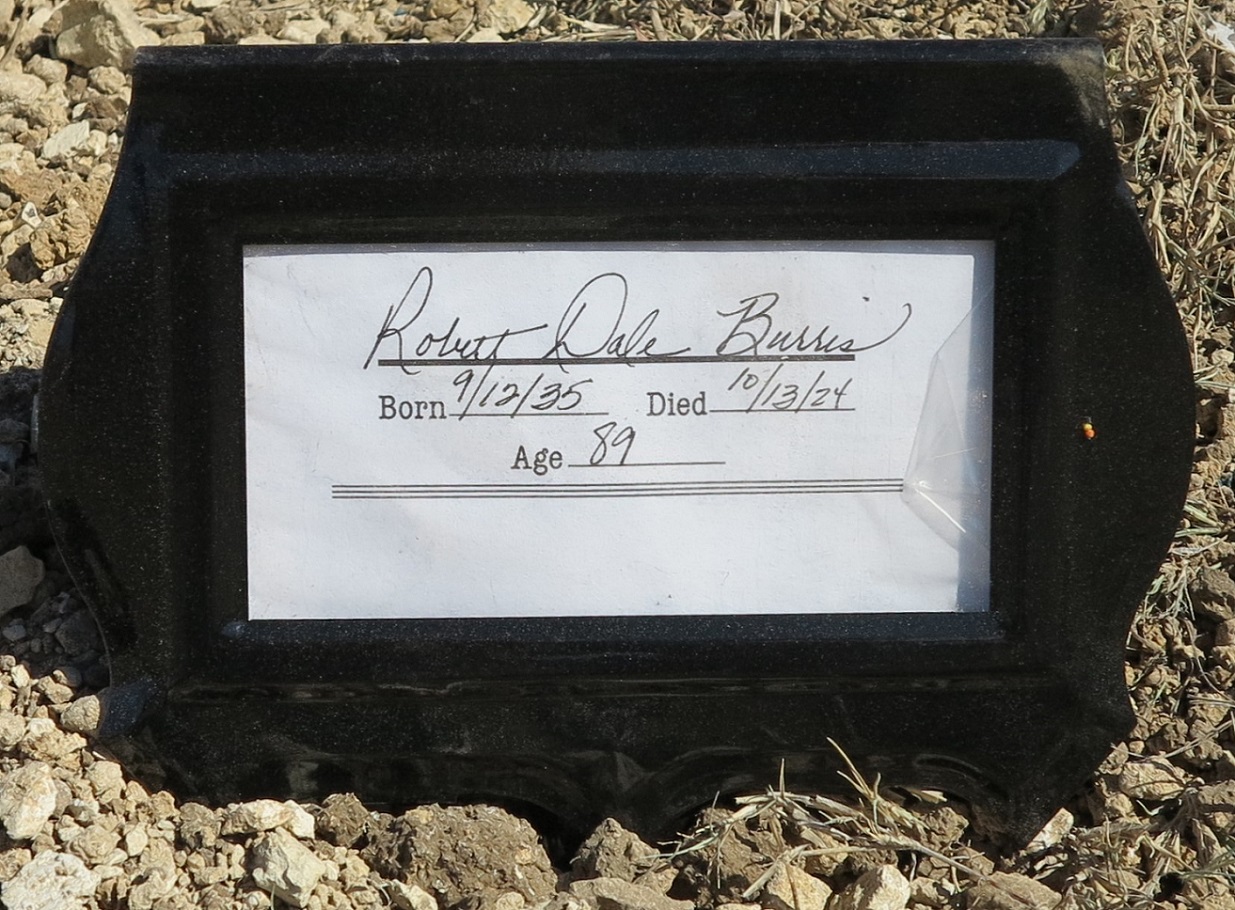 Robert Dale Burris
Born 9/12/35 Died 10/13/24
Age 89